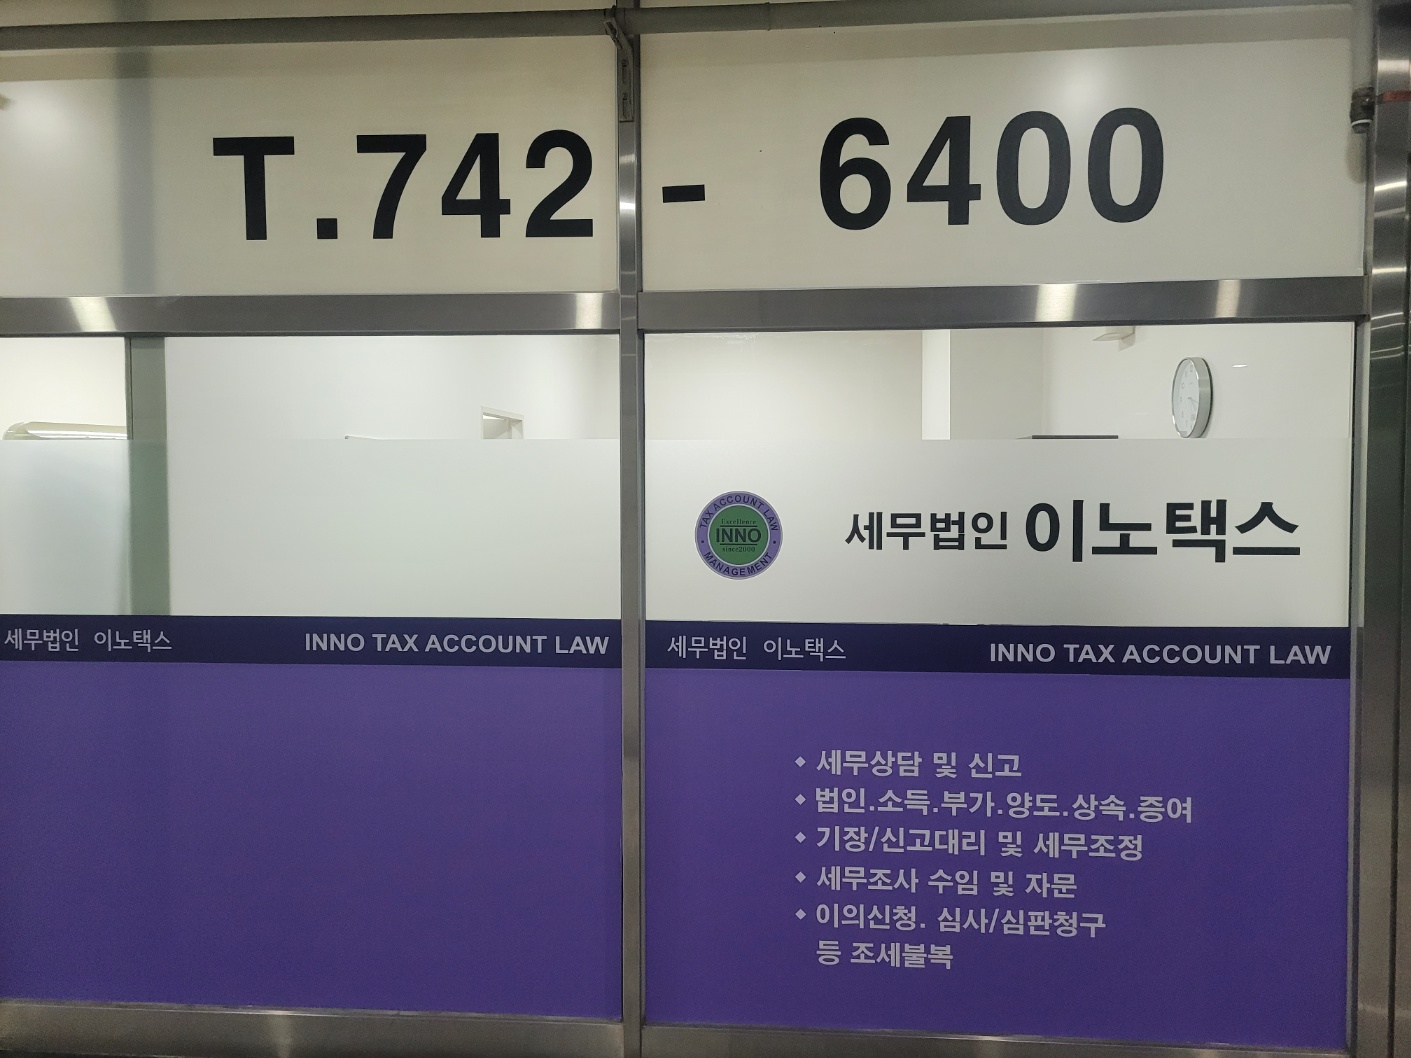 T.742 - 6400
TAX ACCOUNT LAW
Excellence
INNO
since2000
MANAGEMENT
세무법인 이노택스
세무법인 이노택스 INNO TAX ACCOUNT LAW
세무법인 이노택스 INNO TAX ACCOUNT LAW
◆ 세무상담 및 신고
◆ 법인.소득.부가.양도.상속.증여
◆ 기장/신고대리 및 세무조정
◆ 세무조사 수임 및 자문
◆ 이의신청. 심사/심판청구
등 조세불복